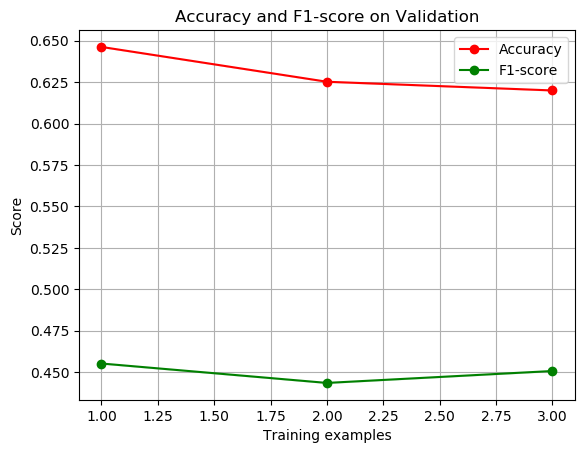 Accuracy and F1-score on Validation
Accuracy
F1-score
0.650
0.625
0.600
0.575
0.550
0.525
0.500
0.475
0.450
Score
1.00 1.25 1.50 1.75 2.00 2.25 2.50 2.75 3.00
Training examples